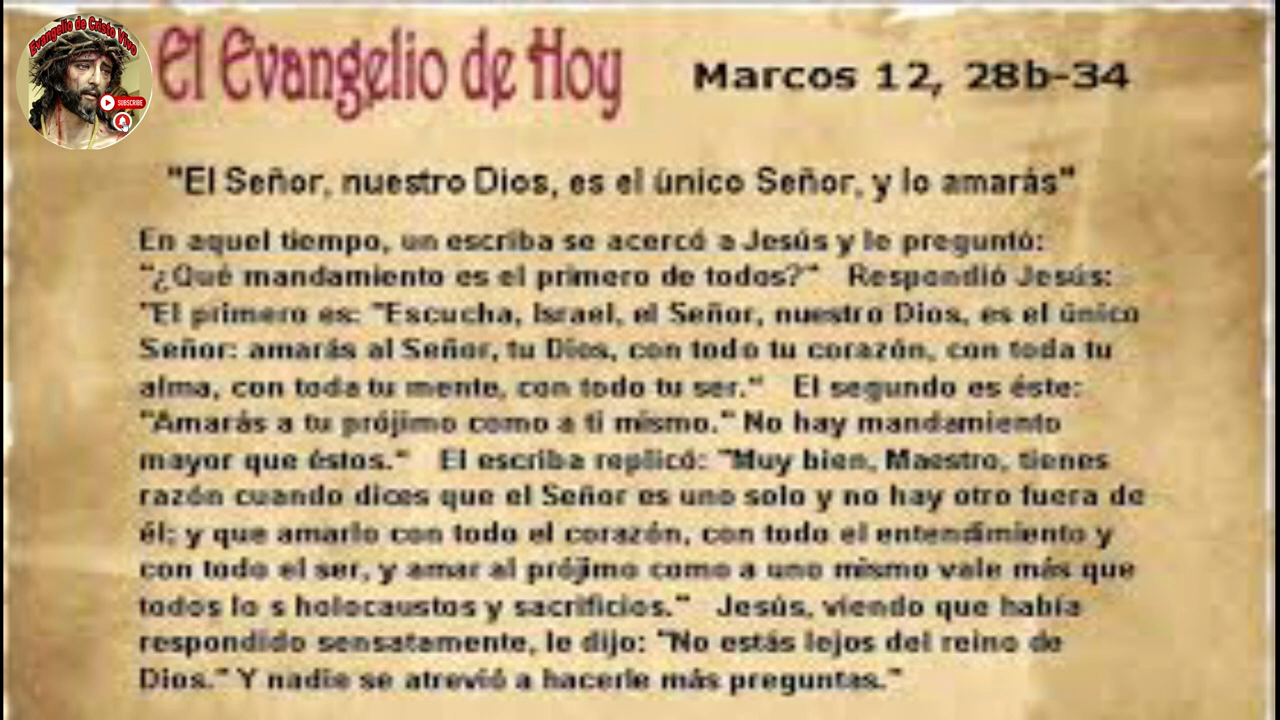 Evangelio de Cristo Vivo
SUBSCRIBE
El Evangelio de Hoy
Marcos 12, 28b-34
"El Señor, nuestro Dios, es el único Señor, y lo amarás"
En aquel tiempo, un escriba se acercó a Jesús y le preguntó:
"¿Qué mandamiento es el primero de todos?" Respondió Jesús:
"El primero es: "Escucha, Israel, el Señor, nuestro Dios, es el único
Señor: amarás al Señor, tu Dios, con todo tu corazón, con toda tu
alma, con toda tu mente, con todo tu ser." El segundo es éste:
"Amarás a tu prójimo como a ti mismo." No hay mandamiento
mayor que éstos." El escriba replicó: "Muy bien, Maestro, tienes
razón cuando dices que el Señor es uno solo y no hay otro fuera de
él; y que amarlo con todo el corazón, con todo el entendimiento y
con todo el ser, y amar al prójimo como a uno mismo vale más que
todos lo s holocaustos y sacrificios." Jesús, viendo que había
respondido sensatamente, le dijo: "No estás lejos del reino de
Dios." Y nadie se atrevió a hacerle más preguntas."